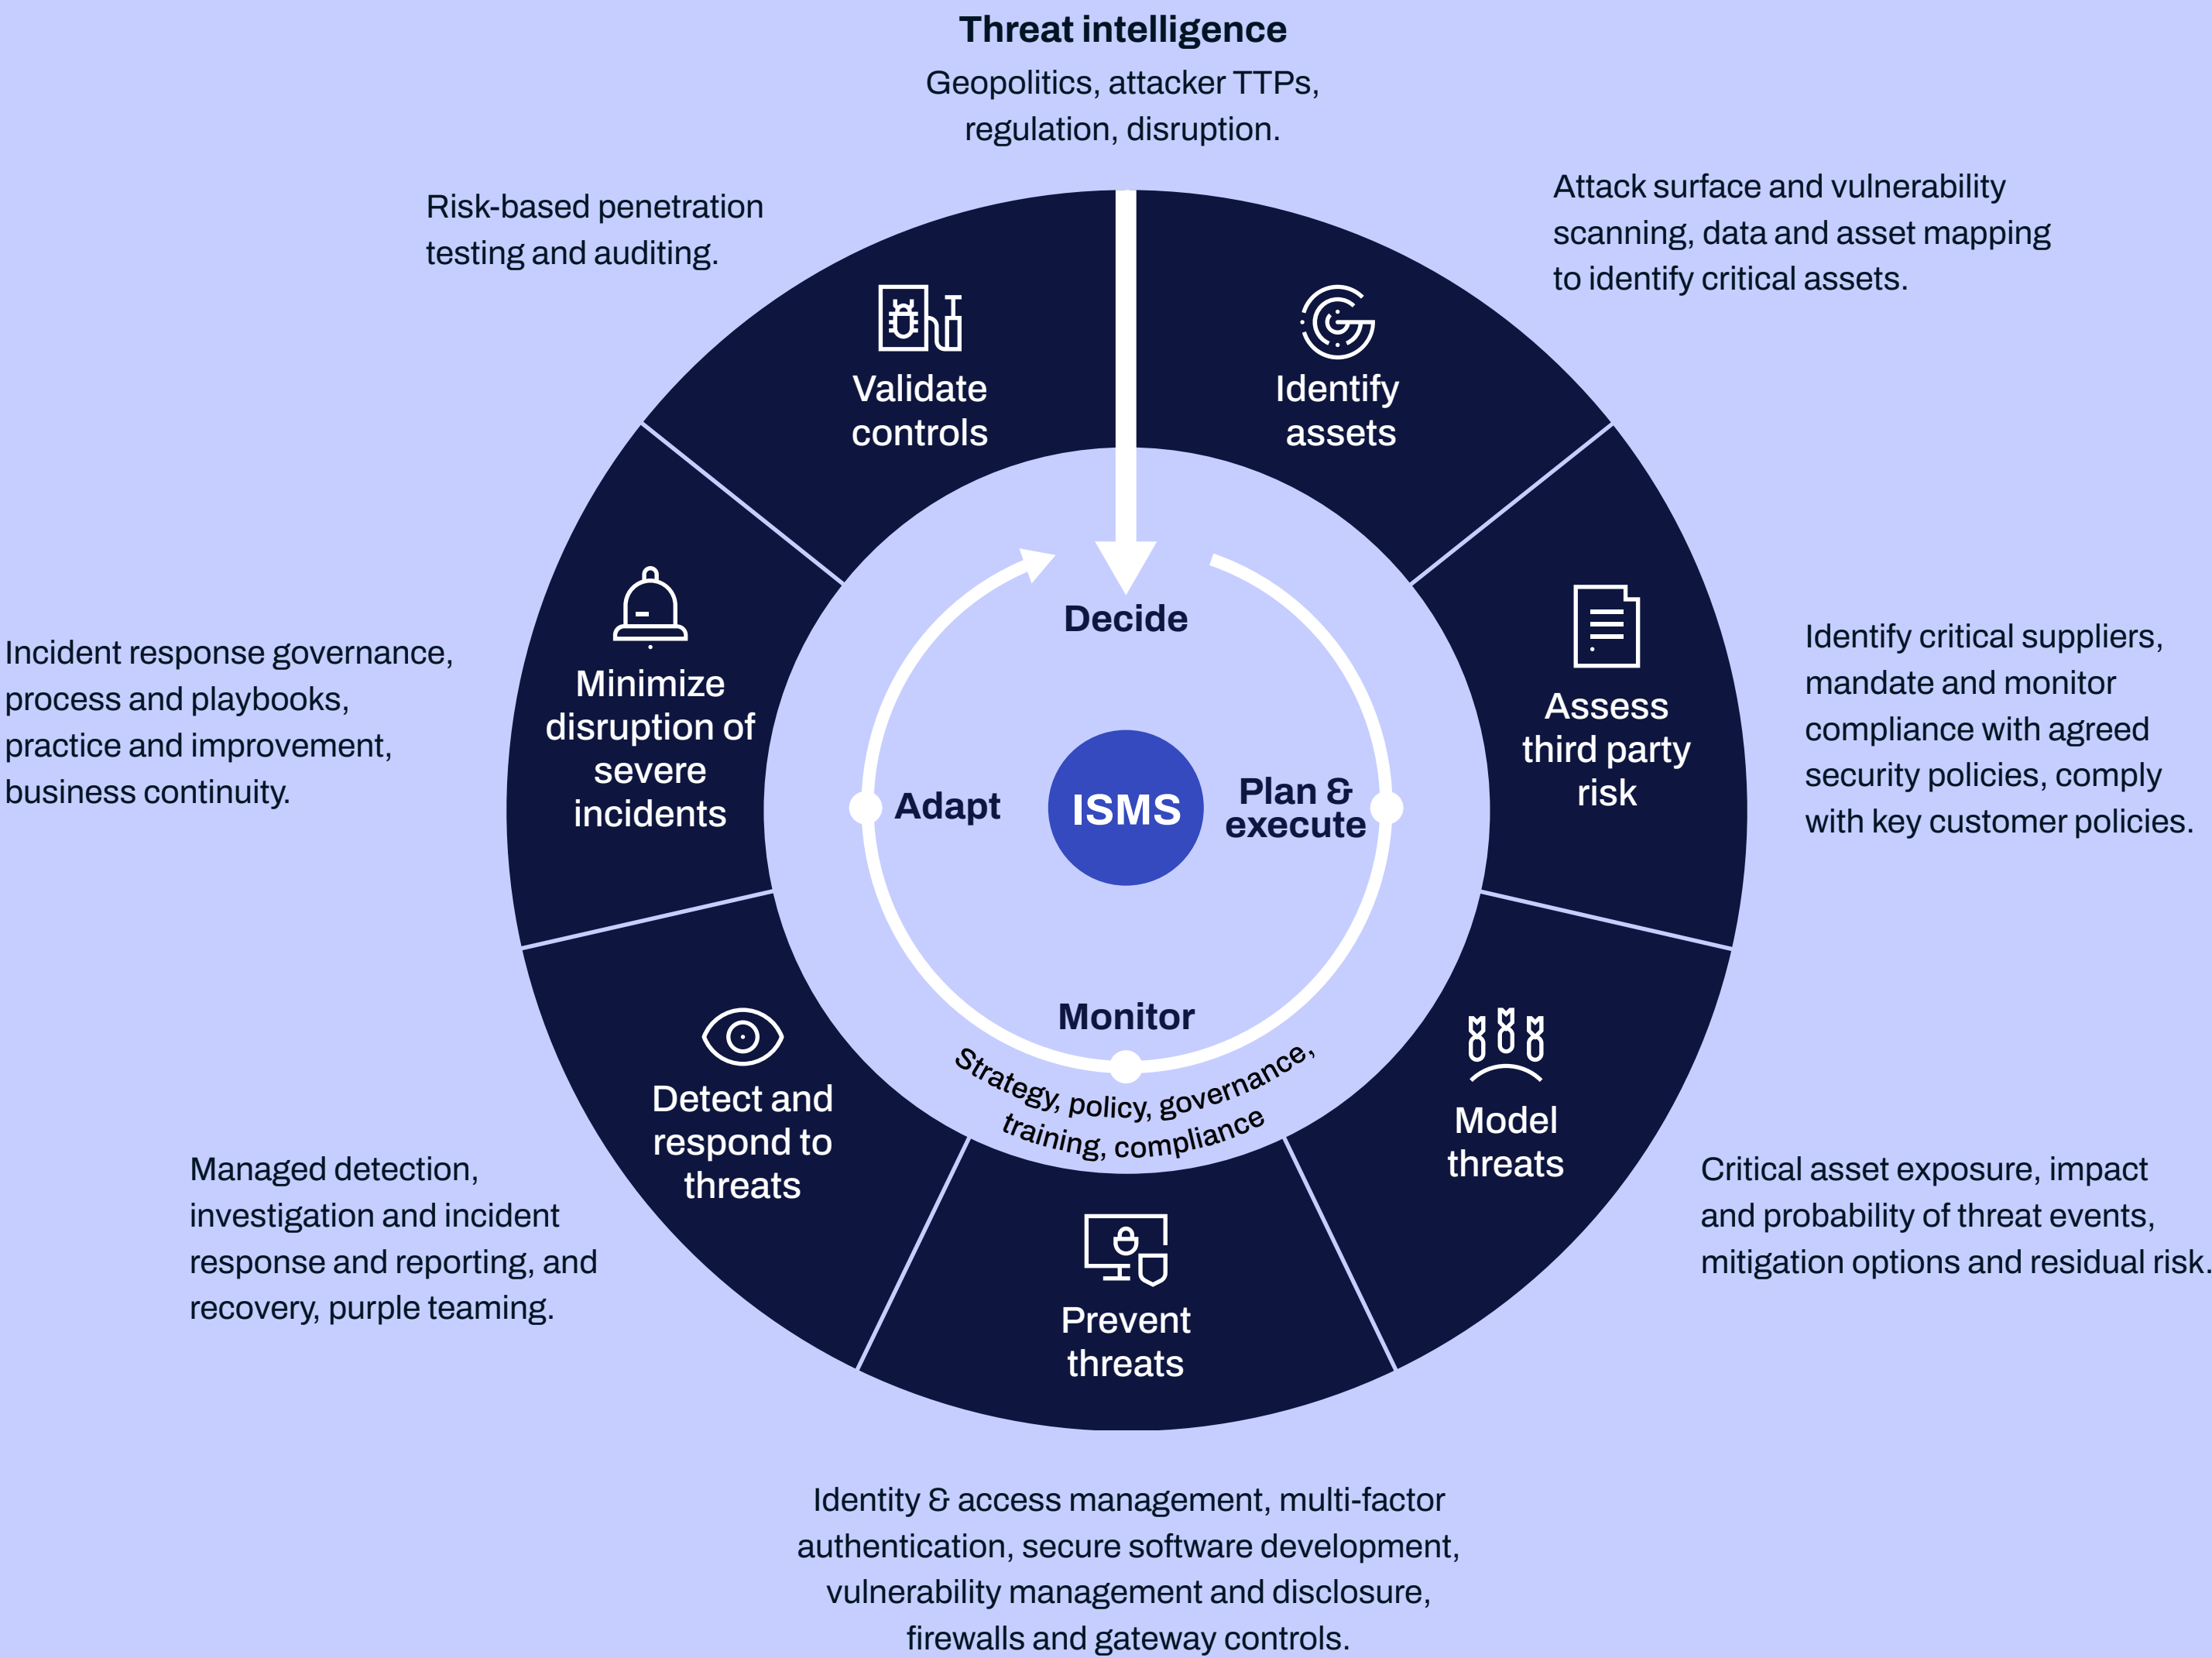 Threat intelligence
Geopolitics, attacker TTPs,
regulation, disruption.
Risk-based penetration
testing and auditing.
Attack surface and vulnerability
scanning, data and asset mapping
to identify critical assets.
Validate
controls
Identify
assets
Incident response governance,
process and playbooks,
practice and improvement,
business continuity.
Minimize
disruption of
severe
incidents
Decide
Adapt
ISMS
Plan &
execute
Monitor
Strategy, policy, governance,
training, compliance
Assess
third party
risk
Identify critical suppliers,
mandate and monitor
compliance with agreed
security policies, comply
with key customer policies.
Detect and
respond to
threats
Managed detection,
investigation and incident
response and reporting, and
recovery, purple teaming.
Prevent
threats
Model
threats
Critical asset exposure, impact
and probability of threat events,
mitigation options and residual risk.
Identity & access management, multi-factor
authentication, secure software development,
vulnerability management and disclosure,
firewalls and gateway controls.